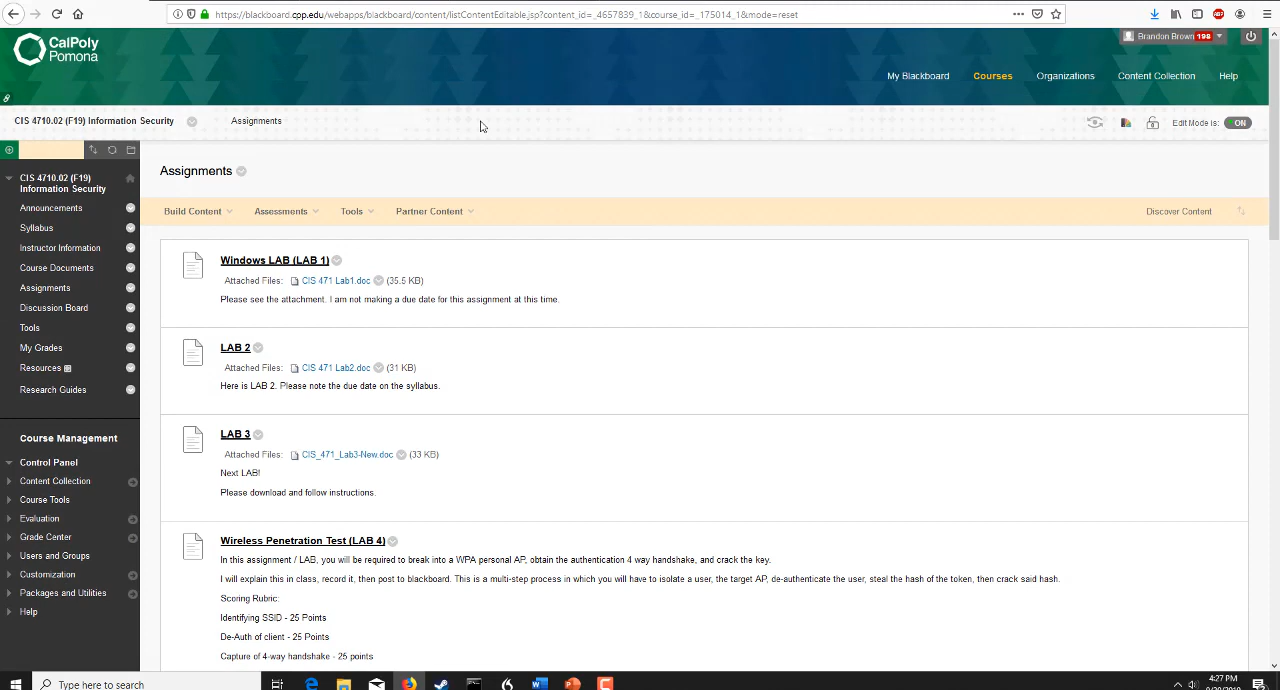 https://blackboard.cpp.edu/webapps/blackboard/content/listContentEditable.jsp?content_id=_4657839_1&course_id=_175014_1&mode=reset
CalPoly
Pomona
Brandon Brown 198
My Blackboard Courses Organizations Content Collection Help
CIS 4710.02 (F19) Information Security Assignments
Edit Mode is: ON
CIS 4710.02 (F19)
Information Security
Announcements
Syllabus
Instructor Information
Course Documents
Assignments
Discussion Board
Tools
My Grades
Resources
Research Guides
Course Management
Control Panel
Content Collection
Course Tools
Evaluation
Grade Center
Users and Groups
Customization
Packages and Utilities
Help
Assignments
Build Content Assessments Tools Partner Content Discover Content
Windows LAB (LAB 1)
Attached Files: CIS 471 Lab1.doc (35.5 KB)
Please see the attachment. I am not making a due date for this assignment at this time.
LAB 2
Attached Files: CIS 471 Lab2.doc (31 KB)
Here is LAB 2. Please note the due date on the syllabus.
LAB 3
Attached Files: CIS_471_Lab3-New.doc (33 KB)
Next LAB!
Please download and follow instructions.
Wireless Penetration Test (LAB 4)
In this assignment / LAB, you will be required to break into a WPA personal AP, obtain the authentication 4 way handshake, and crack the key.
I will explain this in class, record it, then post to blackboard. This is a multi-step process in which you will have to isolate a user, the target AP, de-authenticate the user, steal the hash of the token, then crack said hash.
Scoring Rubric:
Identifying SSID - 25 Points
De-Auth of client - 25 Points
Capture of 4-way handshake - 25 points
Type here to search
4:27 PM